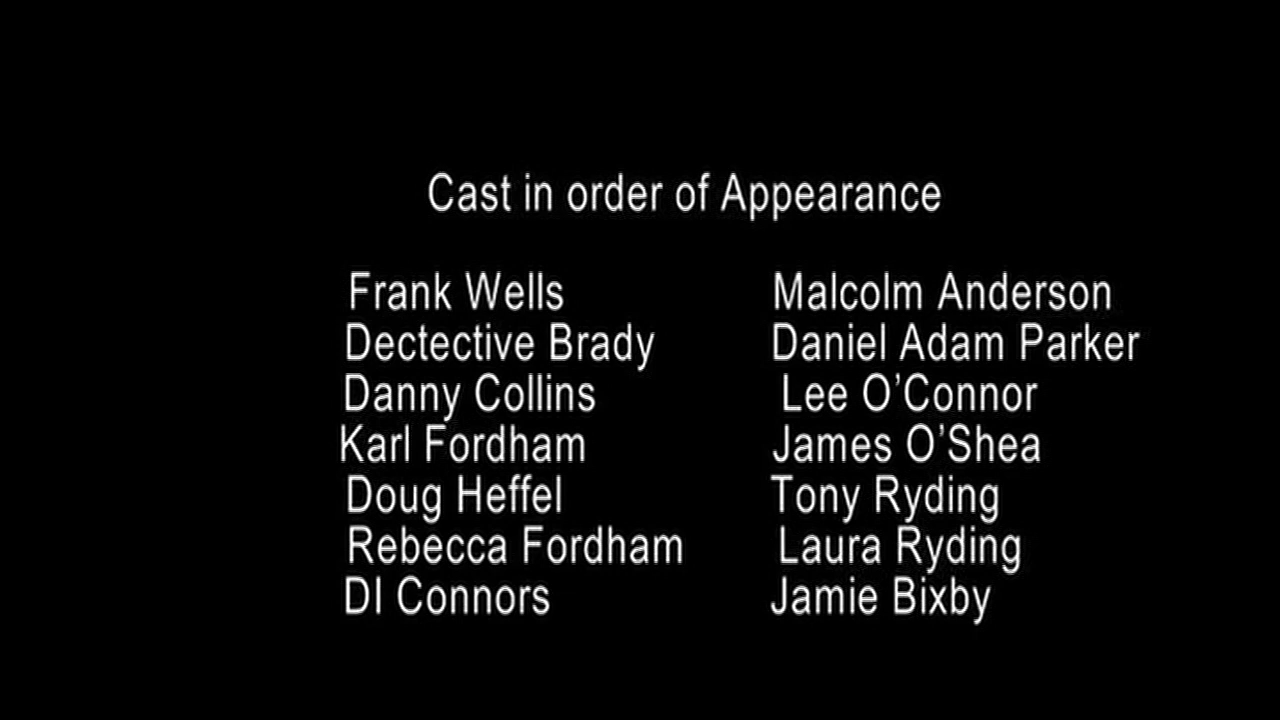 Cast in order of Appearance
Frank Wells Malcolm Anderson
Dectective Brady Daniel Adam Parker
Danny Collins Lee O’Connor
Karl Fordham James O’Shea
Doug Heffel Tony Ryding
Rebecca Fordham Laura Ryding
DI Connors Jamie Bixby